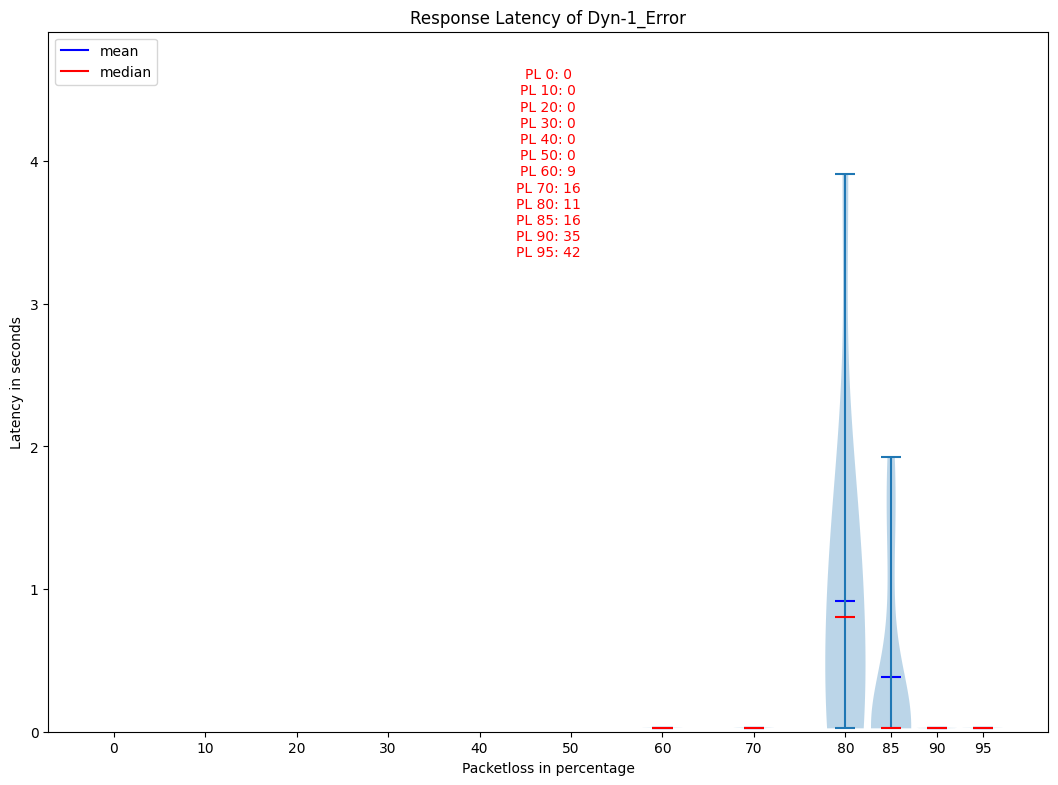 Response Latency of Dyn-1_Error
mean
median
PL 0: 0
PL 10: 0
PL 20: 0
PL 30: 0
PL 40: 0
PL 50: 0
PL 60: 9
PL 70: 16
PL 80: 11
PL 85: 16
PL 90: 35
PL 95: 42
4
3
2
1
0
Latency in seconds
0 10 20 30 40 50 60 70 80 85 90 95
Packetloss in percentage